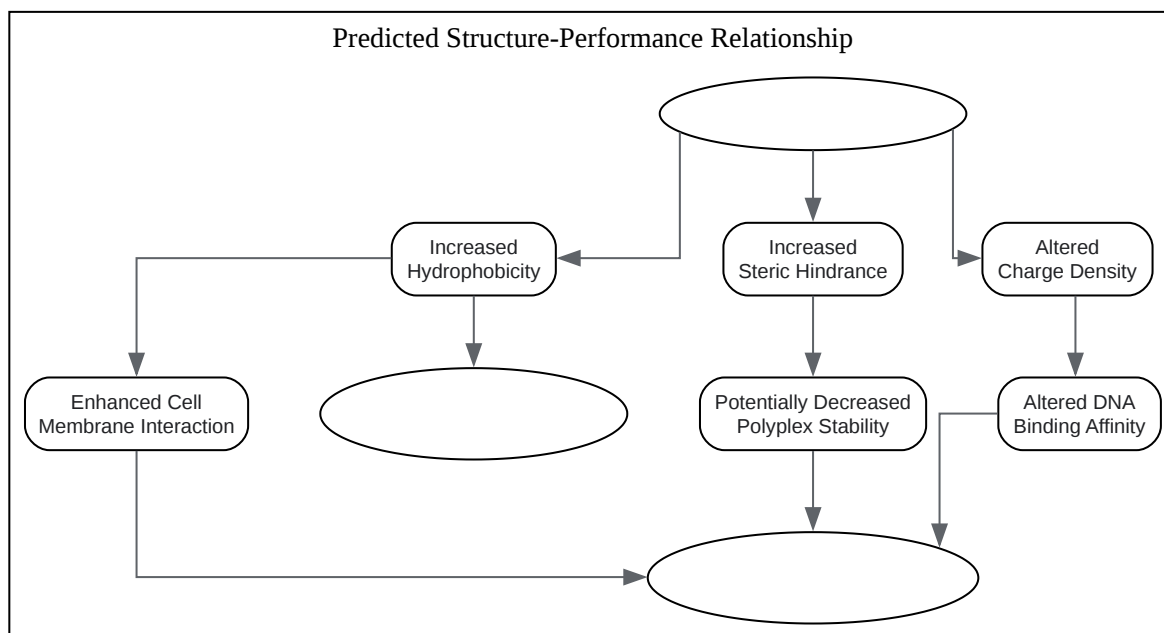 Predicted Structure-Performance Relationship
Increased
Hydrophobicity
Increased
Steric Hindrance
Altered
Charge Density
Enhanced Cell
Membrane Interaction
Potentially Decreased
Polyplex Stability
Altered DNA
Binding Affinity